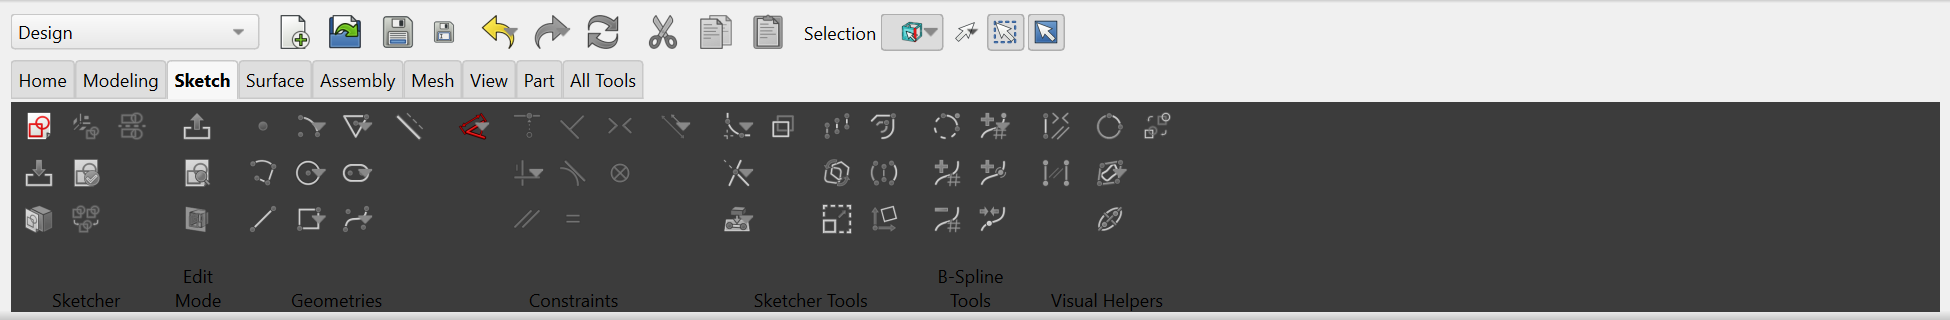 Design
Selection
Home Modeling Sketch Surface Assembly Mesh View Part All Tools
Sketcher
Edit
Mode
Geometries
Constraints
Sketcher Tools
B-Spline
Tools
Visual Helpers